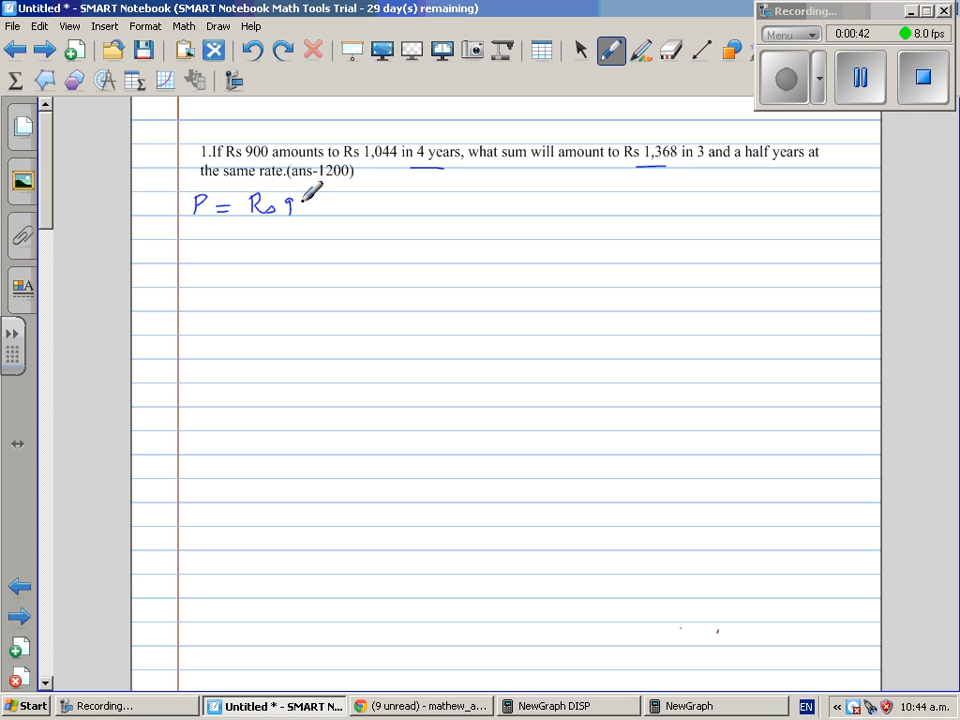 Untitled * - SMART Notebook (SMART Notebook Math Tools Trial - 29 day(s) remaining)
File Edit View Insert Format Math Tools Draw Help
Recording...
Menu 0:00:42 8.0 fps
1.If Rs 900 amounts to Rs 1,044 in 4 years, what sum will amount to Rs 1,368 in 3 and a half years at
the same rate.(ans-1200)
P = Rs 9
Start Recording... Untitled * - SMART N... (9 unread) - mathew_a... NewGraph DISP NewGraph EN « 10:44 a.m.